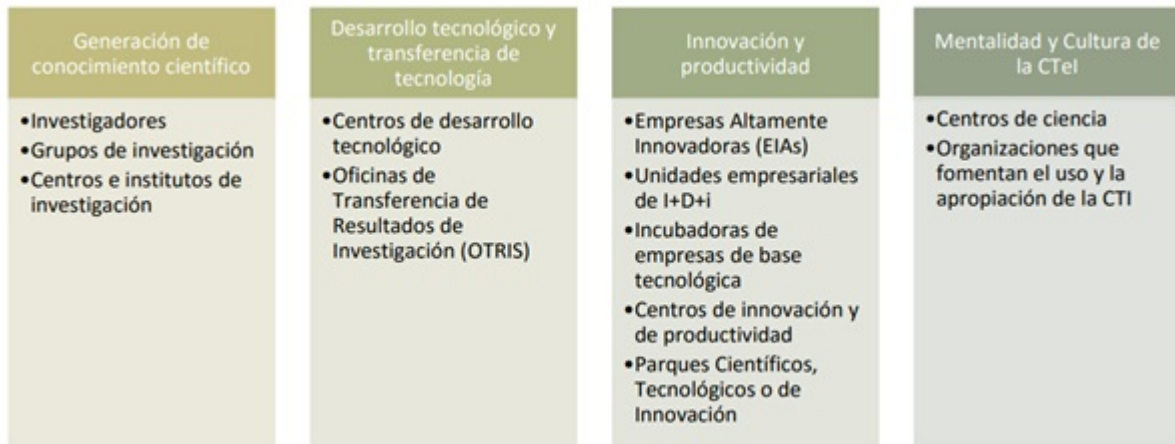 Generación de
conocimiento científico
•Investigadores
•Grupos de investigación
•Centros e institutos de
investigación
Desarrollo tecnológico y
transferencia de
tecnología
•Centros de desarrollo
tecnológico
•Oficinas de
Transferencia de
Resultados de
Investigación (OTRIS)
Innovación y
productividad
•Empresas Altamente
Innovadoras (EIAs)
•Unidades empresariales
de I+D+i
•Incubadoras de
empresas de base
tecnológica
•Centros de innovación y
de productividad
•Parques Científicos,
Tecnológicos o de
Innovación
Mentalidad y Cultura de
la CTeI
•Centros de ciencia
•Organizaciones que
fomentan el uso y la
apropiación de la CTI